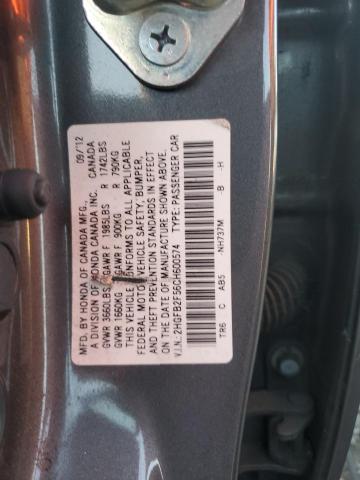 MFD. BY HONDA OF CANADA MFG., 09/'12
A DIVISION OF HONDA CANADA INC. CANADA
GVWR 3660LBS GAWR F 1985LBS R 1742LBS
GVWR 1660KG GAWR F 900KG R 790KG
THIS VEHICLE CONFORMS TO ALL APPLICABLE
FEDERAL MOTOR VEHICLE SAFETY, BUMPER,
AND THEFT PREVENTION STANDARDS IN EFFECT
ON THE DATE OF MANUFACTURE SHOWN ABOVE.
V.I.N.: 2HGFB2F56CH600574 TYPE: PASSENGER CAR
TR6 C AB5 -NH737M B -H